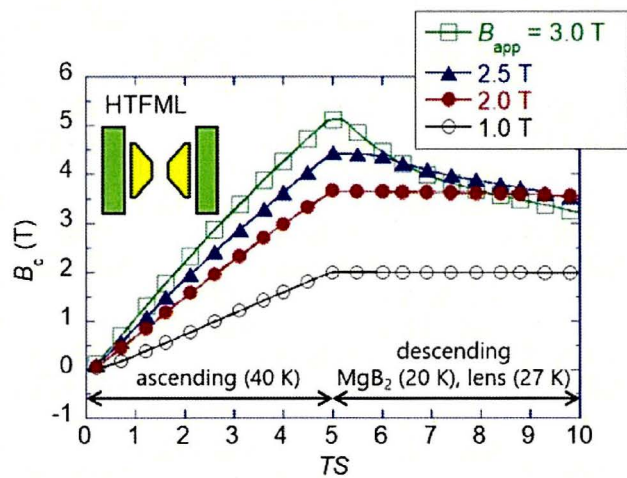 B_app = 3.0 T
2.5 T
2.0 T
1.0 T
HTFML
6
5
4
3
2
1
0
-1
B_c (T)
ascending (40 K)
descending
MgB₂ (20 K), lens (27 K)
0 1 2 3 4 5 6 7 8 9 10
TS